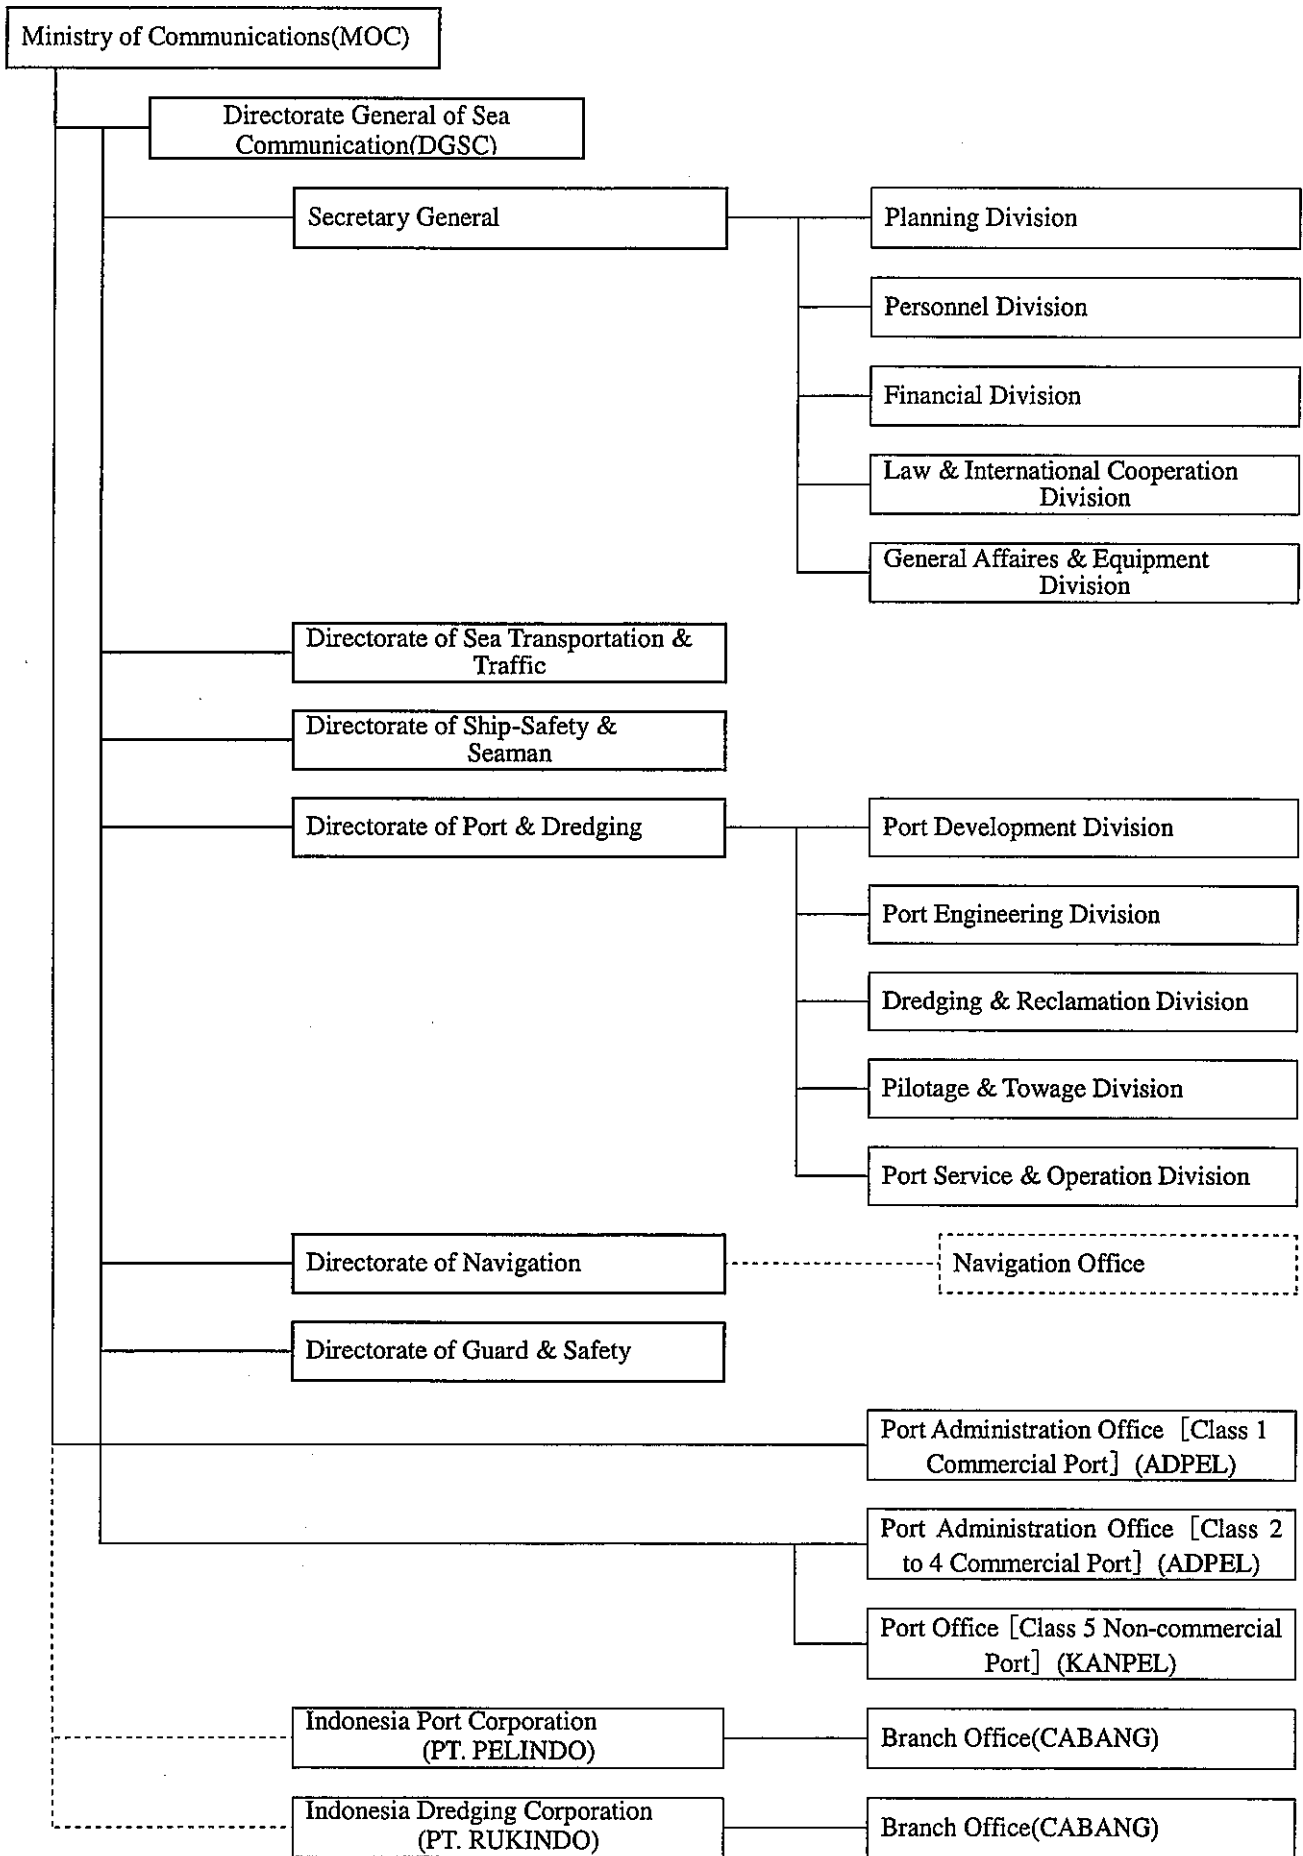 Ministry of Communications(MOC)
Directorate General of Sea
Communication(DGSC)
Secretary General
Planning Division
Personnel Division
Financial Division
Law & International Cooperation
Division
General Affaires & Equipment
Division
Directorate of Sea Transportation &
Traffic
Directorate of Ship-Safety &
Seaman
Directorate of Port & Dredging
Port Development Division
Port Engineering Division
Dredging & Reclamation Division
Pilotage & Towage Division
Port Service & Operation Division
Directorate of Navigation
Navigation Office
Directorate of Guard & Safety
Port Administration Office [Class 1
Commercial Port] (ADPEL)
Port Administration Office [Class 2
to 4 Commercial Port] (ADPEL)
Port Office [Class 5 Non-commercial
Port] (KANPEL)
Indonesia Port Corporation
(PT. PELINDO)
Branch Office(CABANG)
Indonesia Dredging Corporation
(PT. RUKINDO)
Branch Office(CABANG)